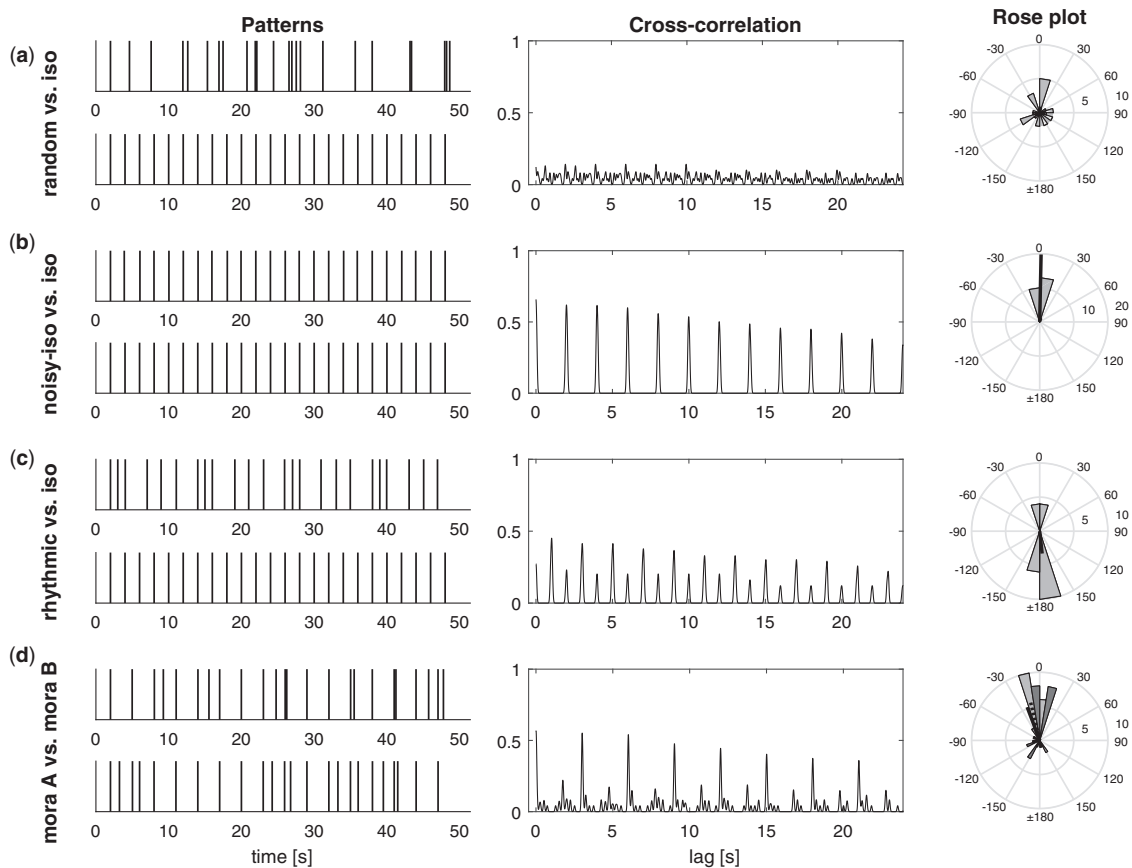 Patterns
Cross-correlation
Rose plot
(a)
random vs. iso
0 10 20 30 40 50
0 10 20 30 40 50
1
0.5
0
0 5 10 15 20
0
-30 30
-60 60
-90 90
-120 120
-150 150
±180
5 10
(b)
noisy-iso vs. iso
0 10 20 30 40 50
0 10 20 30 40 50
1
0.5
0
0 5 10 15 20
0
-30 30
-60 60
-90 90
-120 120
-150 150
±180
10 20
(c)
rhythmic vs. iso
0 10 20 30 40 50
0 10 20 30 40 50
1
0.5
0
0 5 10 15 20
0
-30 30
-60 60
-90 90
-120 120
-150 150
±180
5 10
(d)
mora A vs. mora B
0 10 20 30 40 50
0 10 20 30 40 50
time [s]
1
0.5
0
0 5 10 15 20
lag [s]
0
-30 30
-60 60
-90 90
-120 120
-150 150
±180
5 10